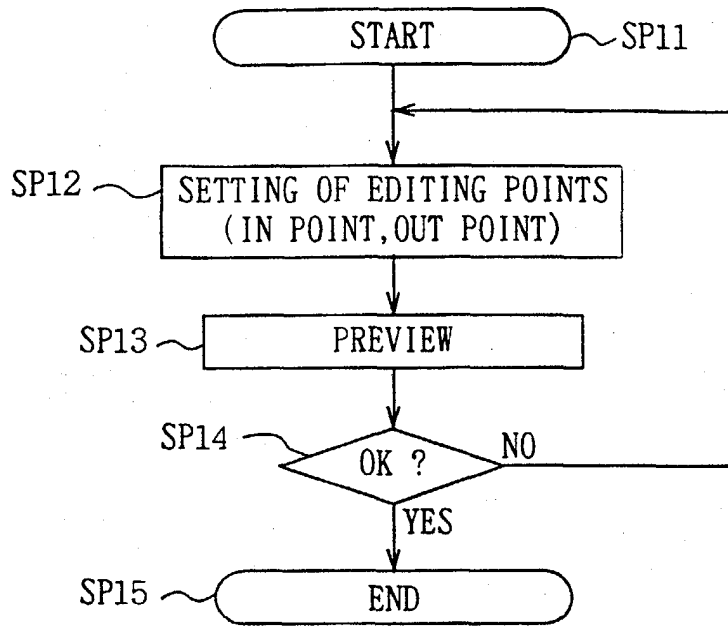 START
SP11
SP12
SETTING OF EDITING POINTS
(IN POINT,OUT POINT)
SP13
PREVIEW
SP14
OK ?
NO
YES
SP15
END